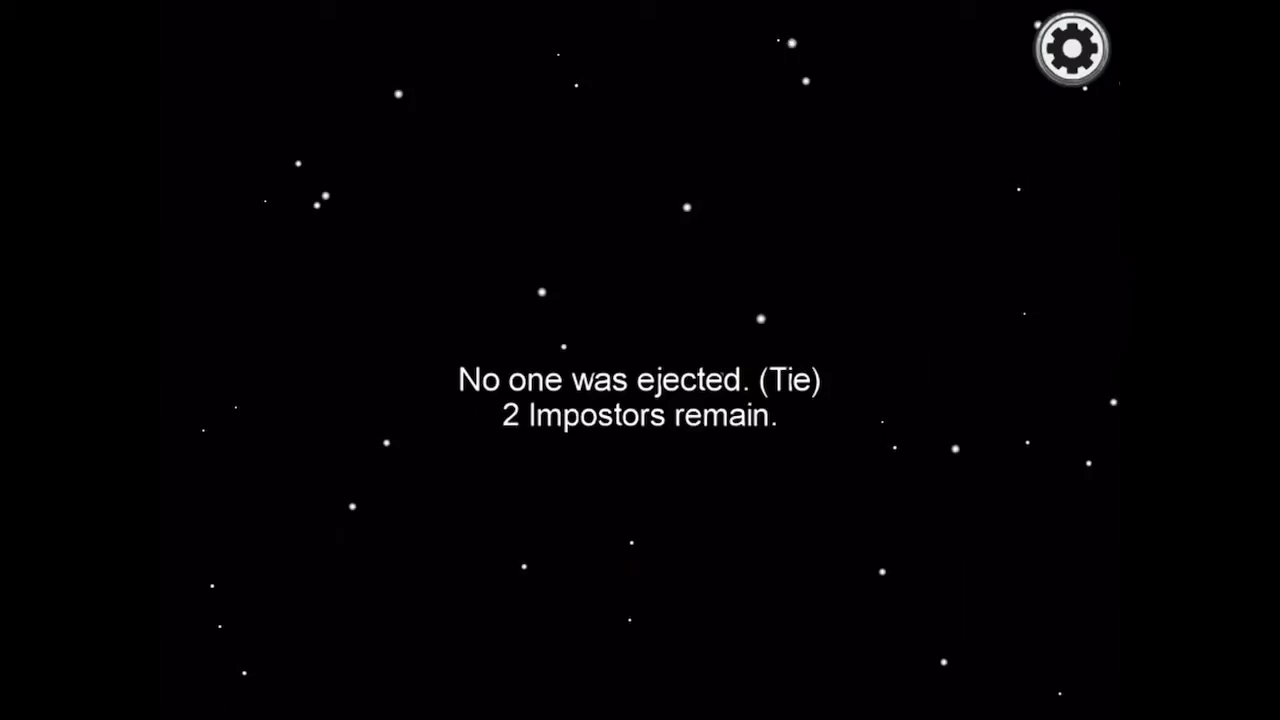 No one was ejected. (Tie)
2 Impostors remain.